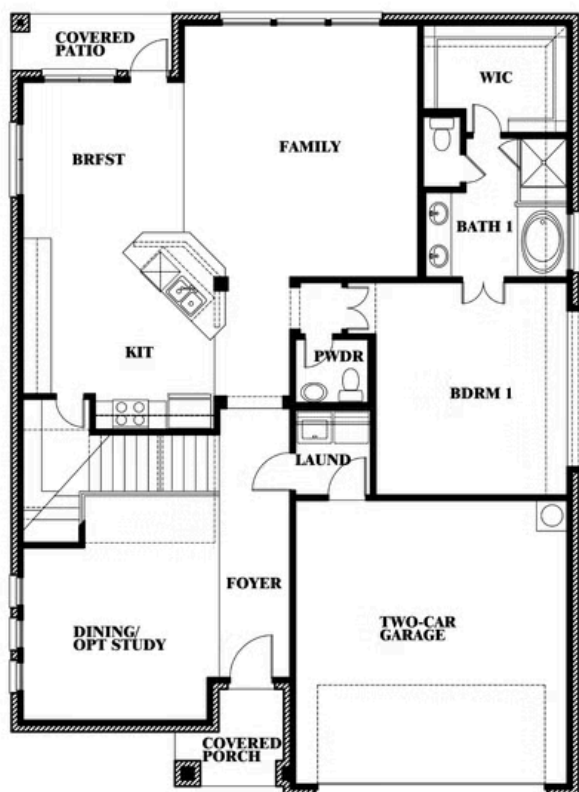 COVERED
PATIO
WIC
BRFST
FAMILY
BATH 1
KIT
PWDR
BDRM 1
LAUND
FOYER
DINING/
OPT STUDY
TWO-CAR
GARAGE
COVERED
PORCH